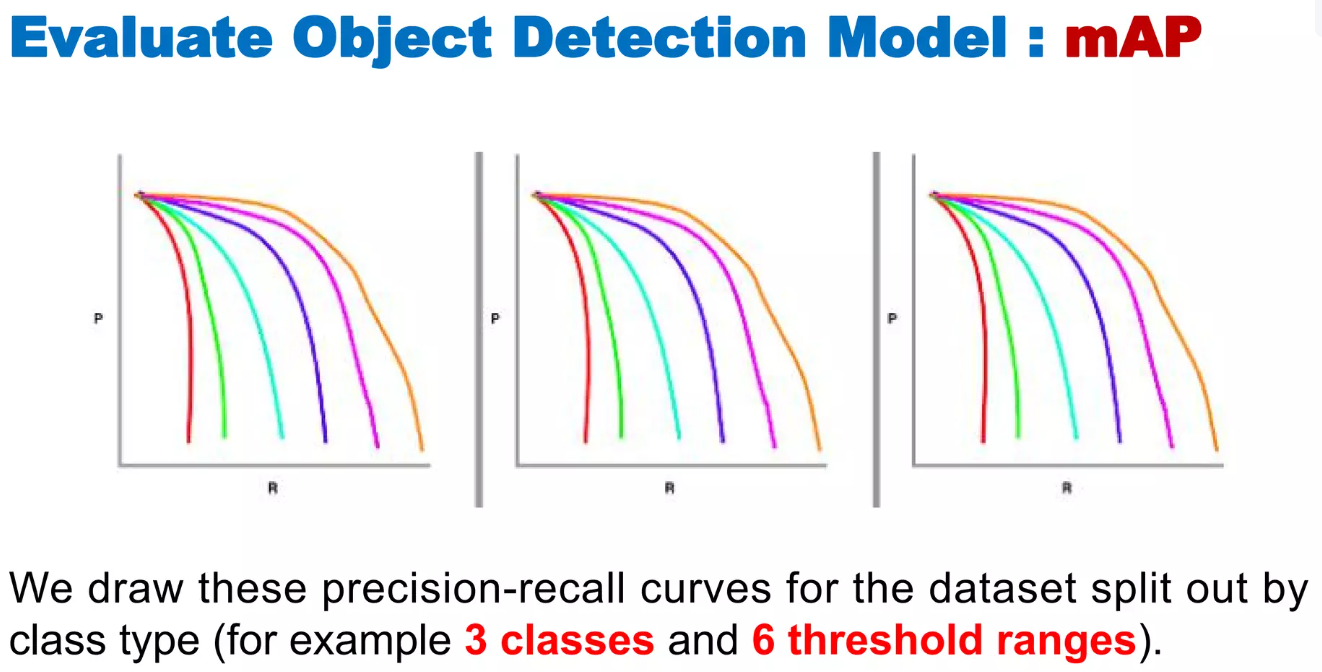 Evaluate Object Detection Model : mAP
P
R
P
R
P
R
We draw these precision-recall curves for the dataset split out by
class type (for example 3 classes and 6 threshold ranges).